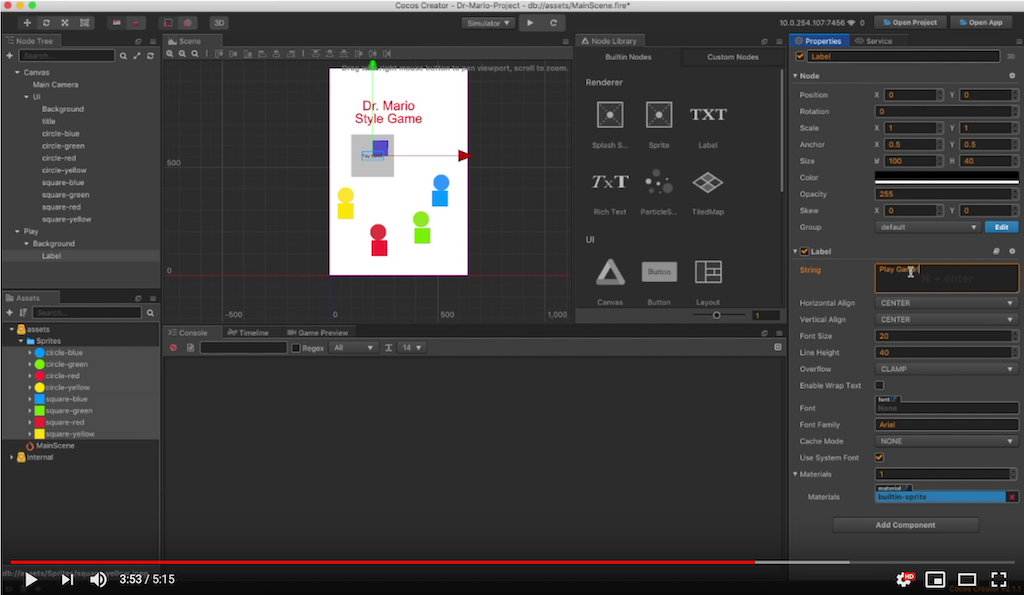 Cocos Creator - Dr-Mario-Project - db://assets/MainScene.fire*
3D
Simulator
10.0.254.107:7456
0
Open Project
Open App
Node Tree
Search...
Canvas
Main Camera
UI
Background
title
circle-blue
circle-green
circle-red
circle-yellow
square-blue
square-green
square-red
square-yellow
Play
Background
Label
Assets
Search...
assets
Sprites
circle-blue
circle-green
circle-red
circle-yellow
square-blue
square-green
square-red
square-yellow
MainScene
internal
Scene
right mouse button to pan viewport, scroll to zoom.
Dr. Mario
Style Game
500
0
-500
0
500
1,000
Console
Timeline
Game Preview
Regex
All
14
Node Library
Builtin Nodes
Custom Nodes
Renderer
TXT
Splash S...
Sprite
Label
TxT
Rich Text
ParticleS...
TiledMap
UI
Button
Canvas
Button
Layout
1
Properties
Service
Label
3D
Node
Position X 0 Y 0
Rotation 0
Scale X 1 Y 1
Anchor X 0.5 Y 0.5
Size W 100 H 40
Color
Opacity 255
Skew X 0 Y 0
Group default Edit
Label
String Play Game
Horizontal Align CENTER
Vertical Align CENTER
Font Size 20
Line Height 40
Overflow CLAMP
Enable Wrap Text
font
Font None
Font Family Arial
Cache Mode NONE
Use System Font
Materials 1
material
Materials builtin-sprite
Add Component
3:53 / 5:15
HD